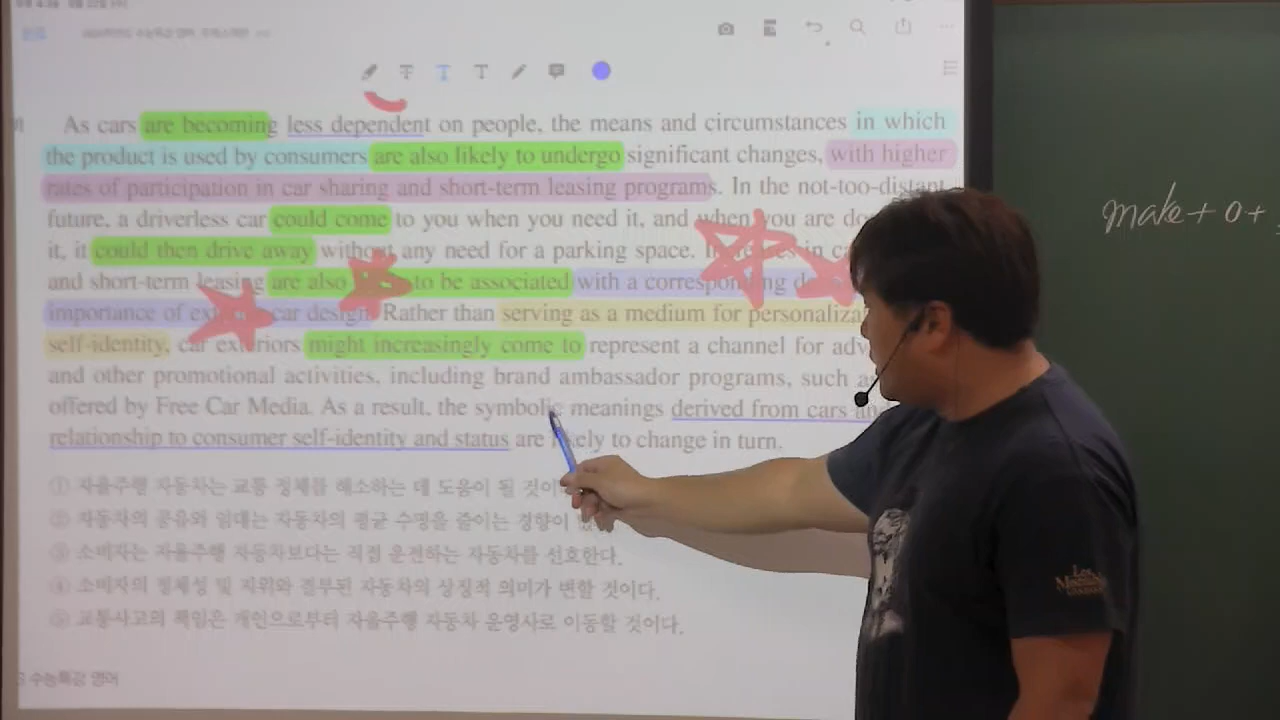 As cars are becoming less dependent on people, the means and circumstances in which
the product is used by consumers are also likely to undergo significant changes, with higher
rates of participation in car sharing and short-term leasing programs. In the not-too-distant
future, a driverless car could come to you when you need it, and when you are
it, it could then drive away without any need for a parking space. Increases in
and short-term leasing are also to be associated with a corresponding
importance of exterior car design. Rather than serving as a medium for
self-identity, car exteriors might increasingly come to represent a channel for
and other promotional activities, including brand ambassador programs, such
offered by Free Car Media. As a result, the symbolic meanings derived from cars
relationship to consumer self-identity and status are likely to change in turn.
① 자율주행 자동차는 교통 정체를 해소하는 데 도움이 될
② 자동차의 공유와 임대는 자동차의 평균 수명을 줄이는 경향이
③ 소비자는 자율주행 자동차보다는 직접 운전하는 자동차를 선호한다.
④ 소비자의 정체성 및 지위와 결부된 자동차의 상징적 의미가 변할 것이다.
⑤ 교통사고의 책임은 개인으로부터 자율주행 자동차 운영사로 이동할 것이다.
수능특강 영어
make + o +